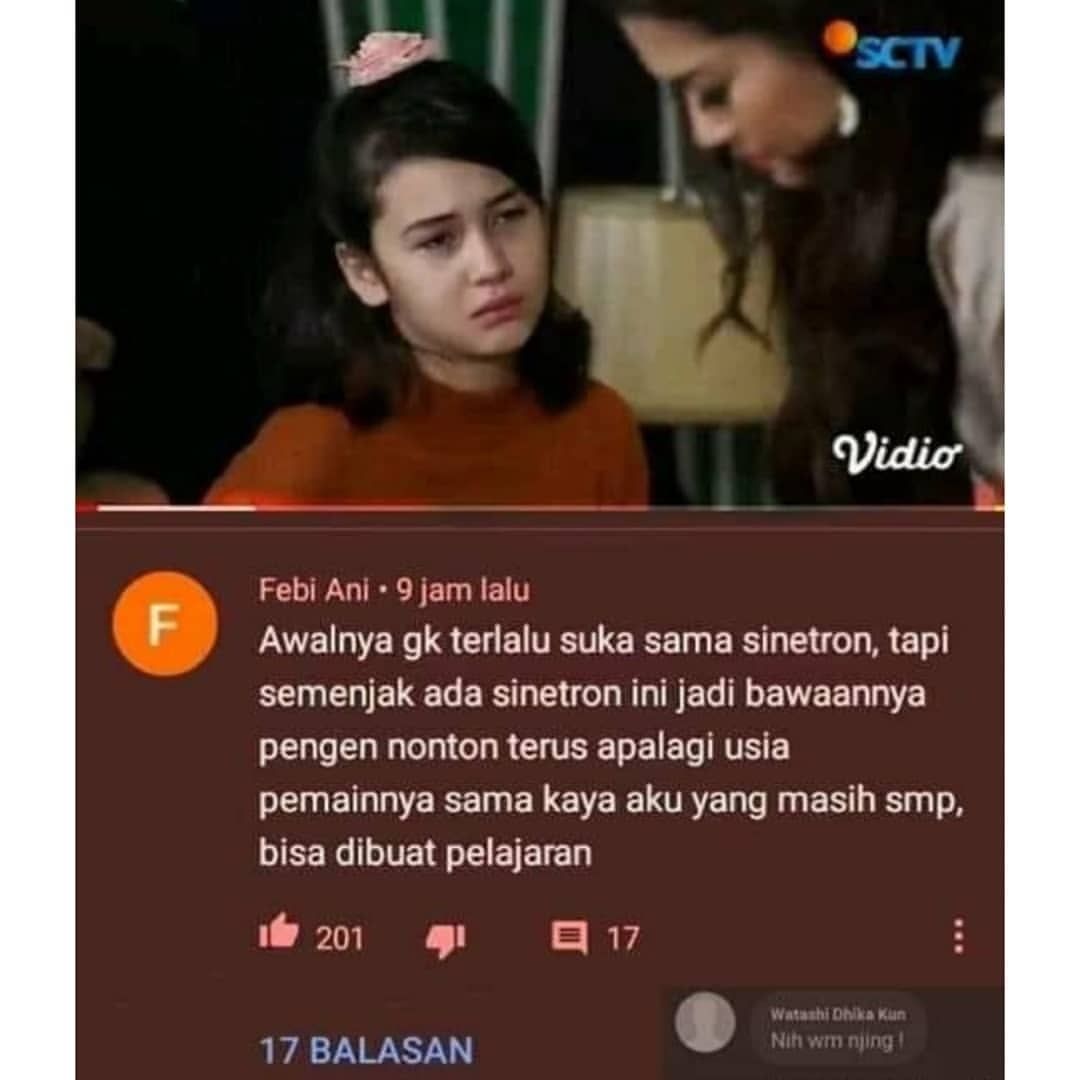 SCTV
Vidio
F
Febi Ani • 9 jam lalu
Awalnya gk terlalu suka sama sinetron, tapi
semenjak ada sinetron ini jadi bawaannya
pengen nonton terus apalagi usia
pemainnya sama kaya aku yang masih smp,
bisa dibuat pelajaran
201 17
17 BALASAN
Watashi Dhika Kun
Nih wm njing !